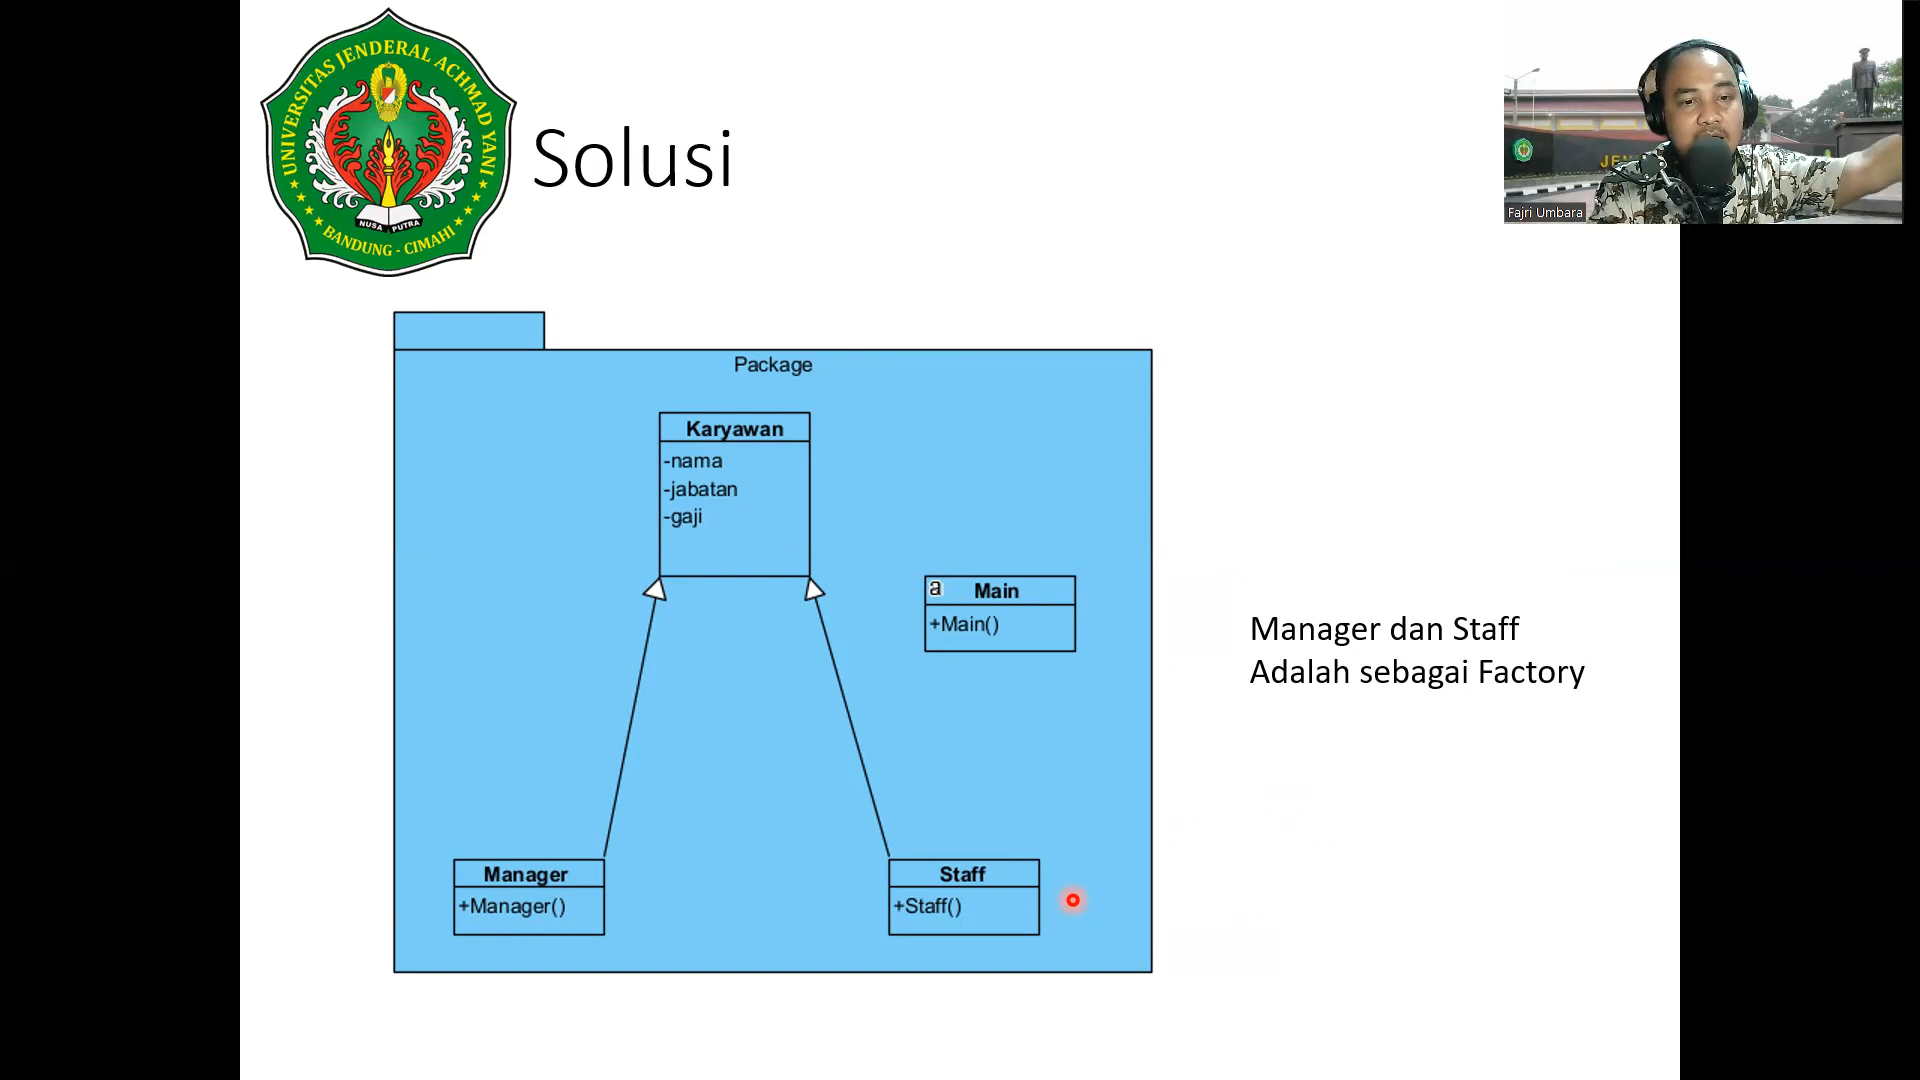 UNIVERSITAS JENDERAL ACHMAD YANI
NUSA PUTRA
BANDUNG - CIMAHI
Solusi
Fajri Umbara
Package
Karyawan
-nama
-jabatan
-gaji
a Main
+Main()
Manager dan Staff
Adalah sebagai Factory
Manager
+Manager()
Staff
+Staff()